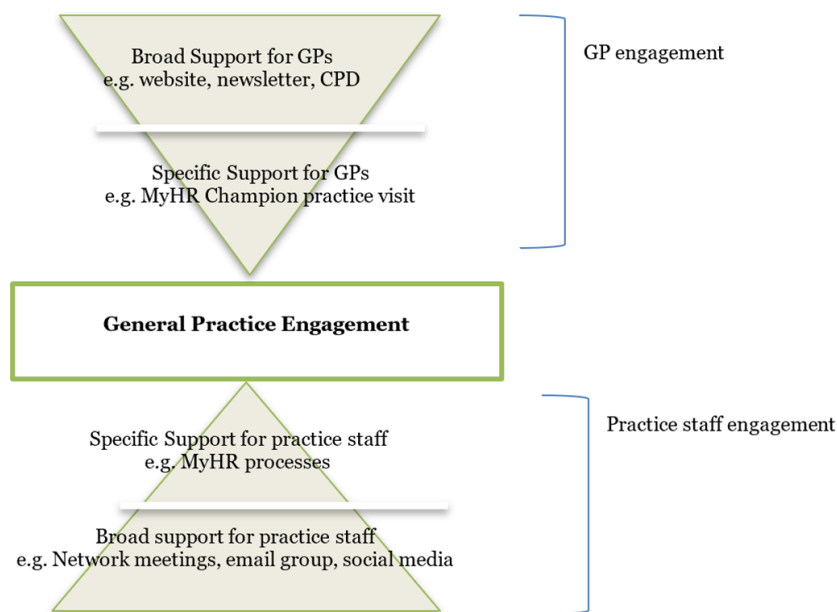 Broad Support for GPs
e.g. website, newsletter, CPD
GP engagement
Specific Support for GPs
e.g. MyHR Champion practice visit
General Practice Engagement
Specific Support for practice staff
e.g. MyHR processes
Practice staff engagement
Broad support for practice staff
e.g. Network meetings, email group, social media